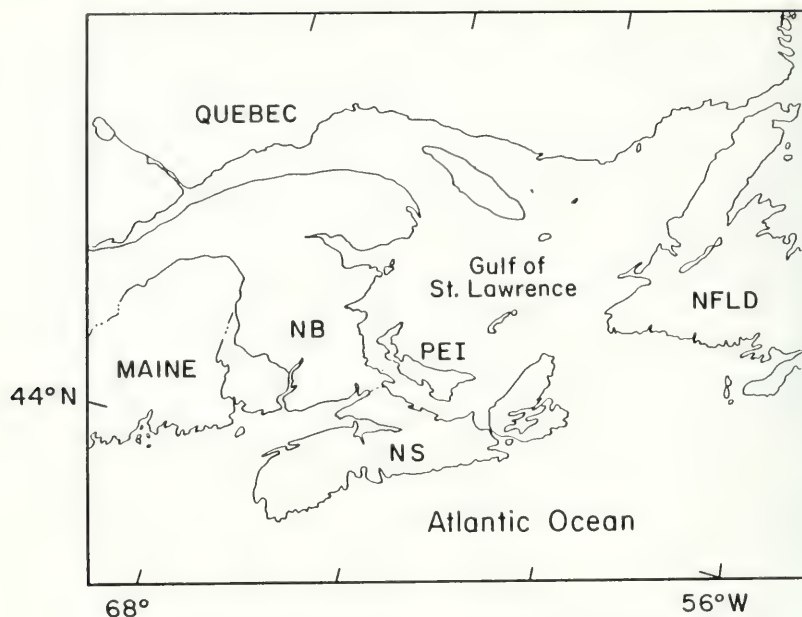 QUEBEC
Gulf of
St. Lawrence
NFLD
NB
PEI
MAINE
44°N
NS
Atlantic Ocean
68°
56°W